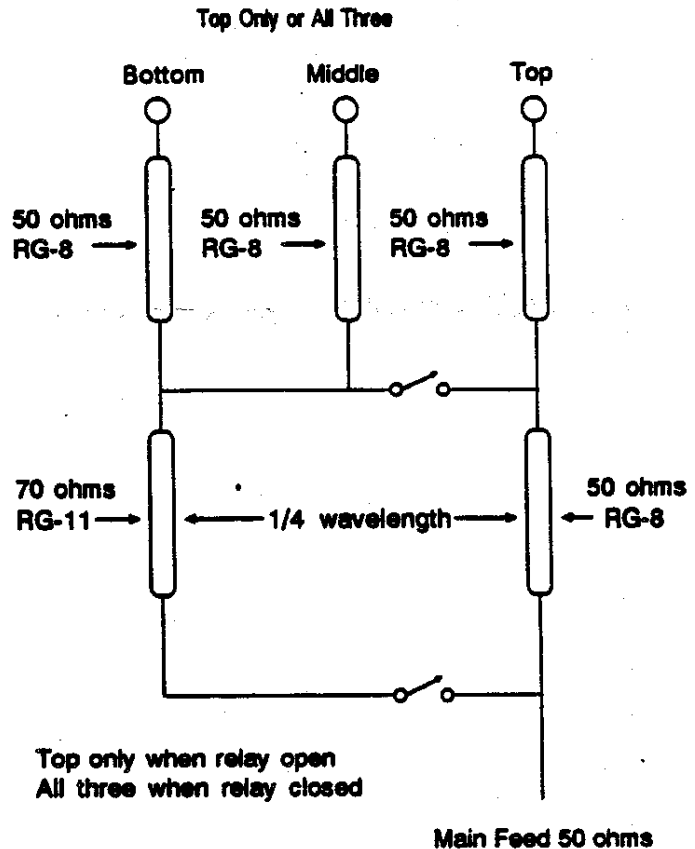 Top Only or All Three
Bottom Middle Top
50 ohms 50 ohms 50 ohms
RG-8 RG-8 RG-8
70 ohms 50 ohms
RG-11 1/4 wavelength RG-8
Top only when relay open
All three when relay closed
Main Feed 50 ohms